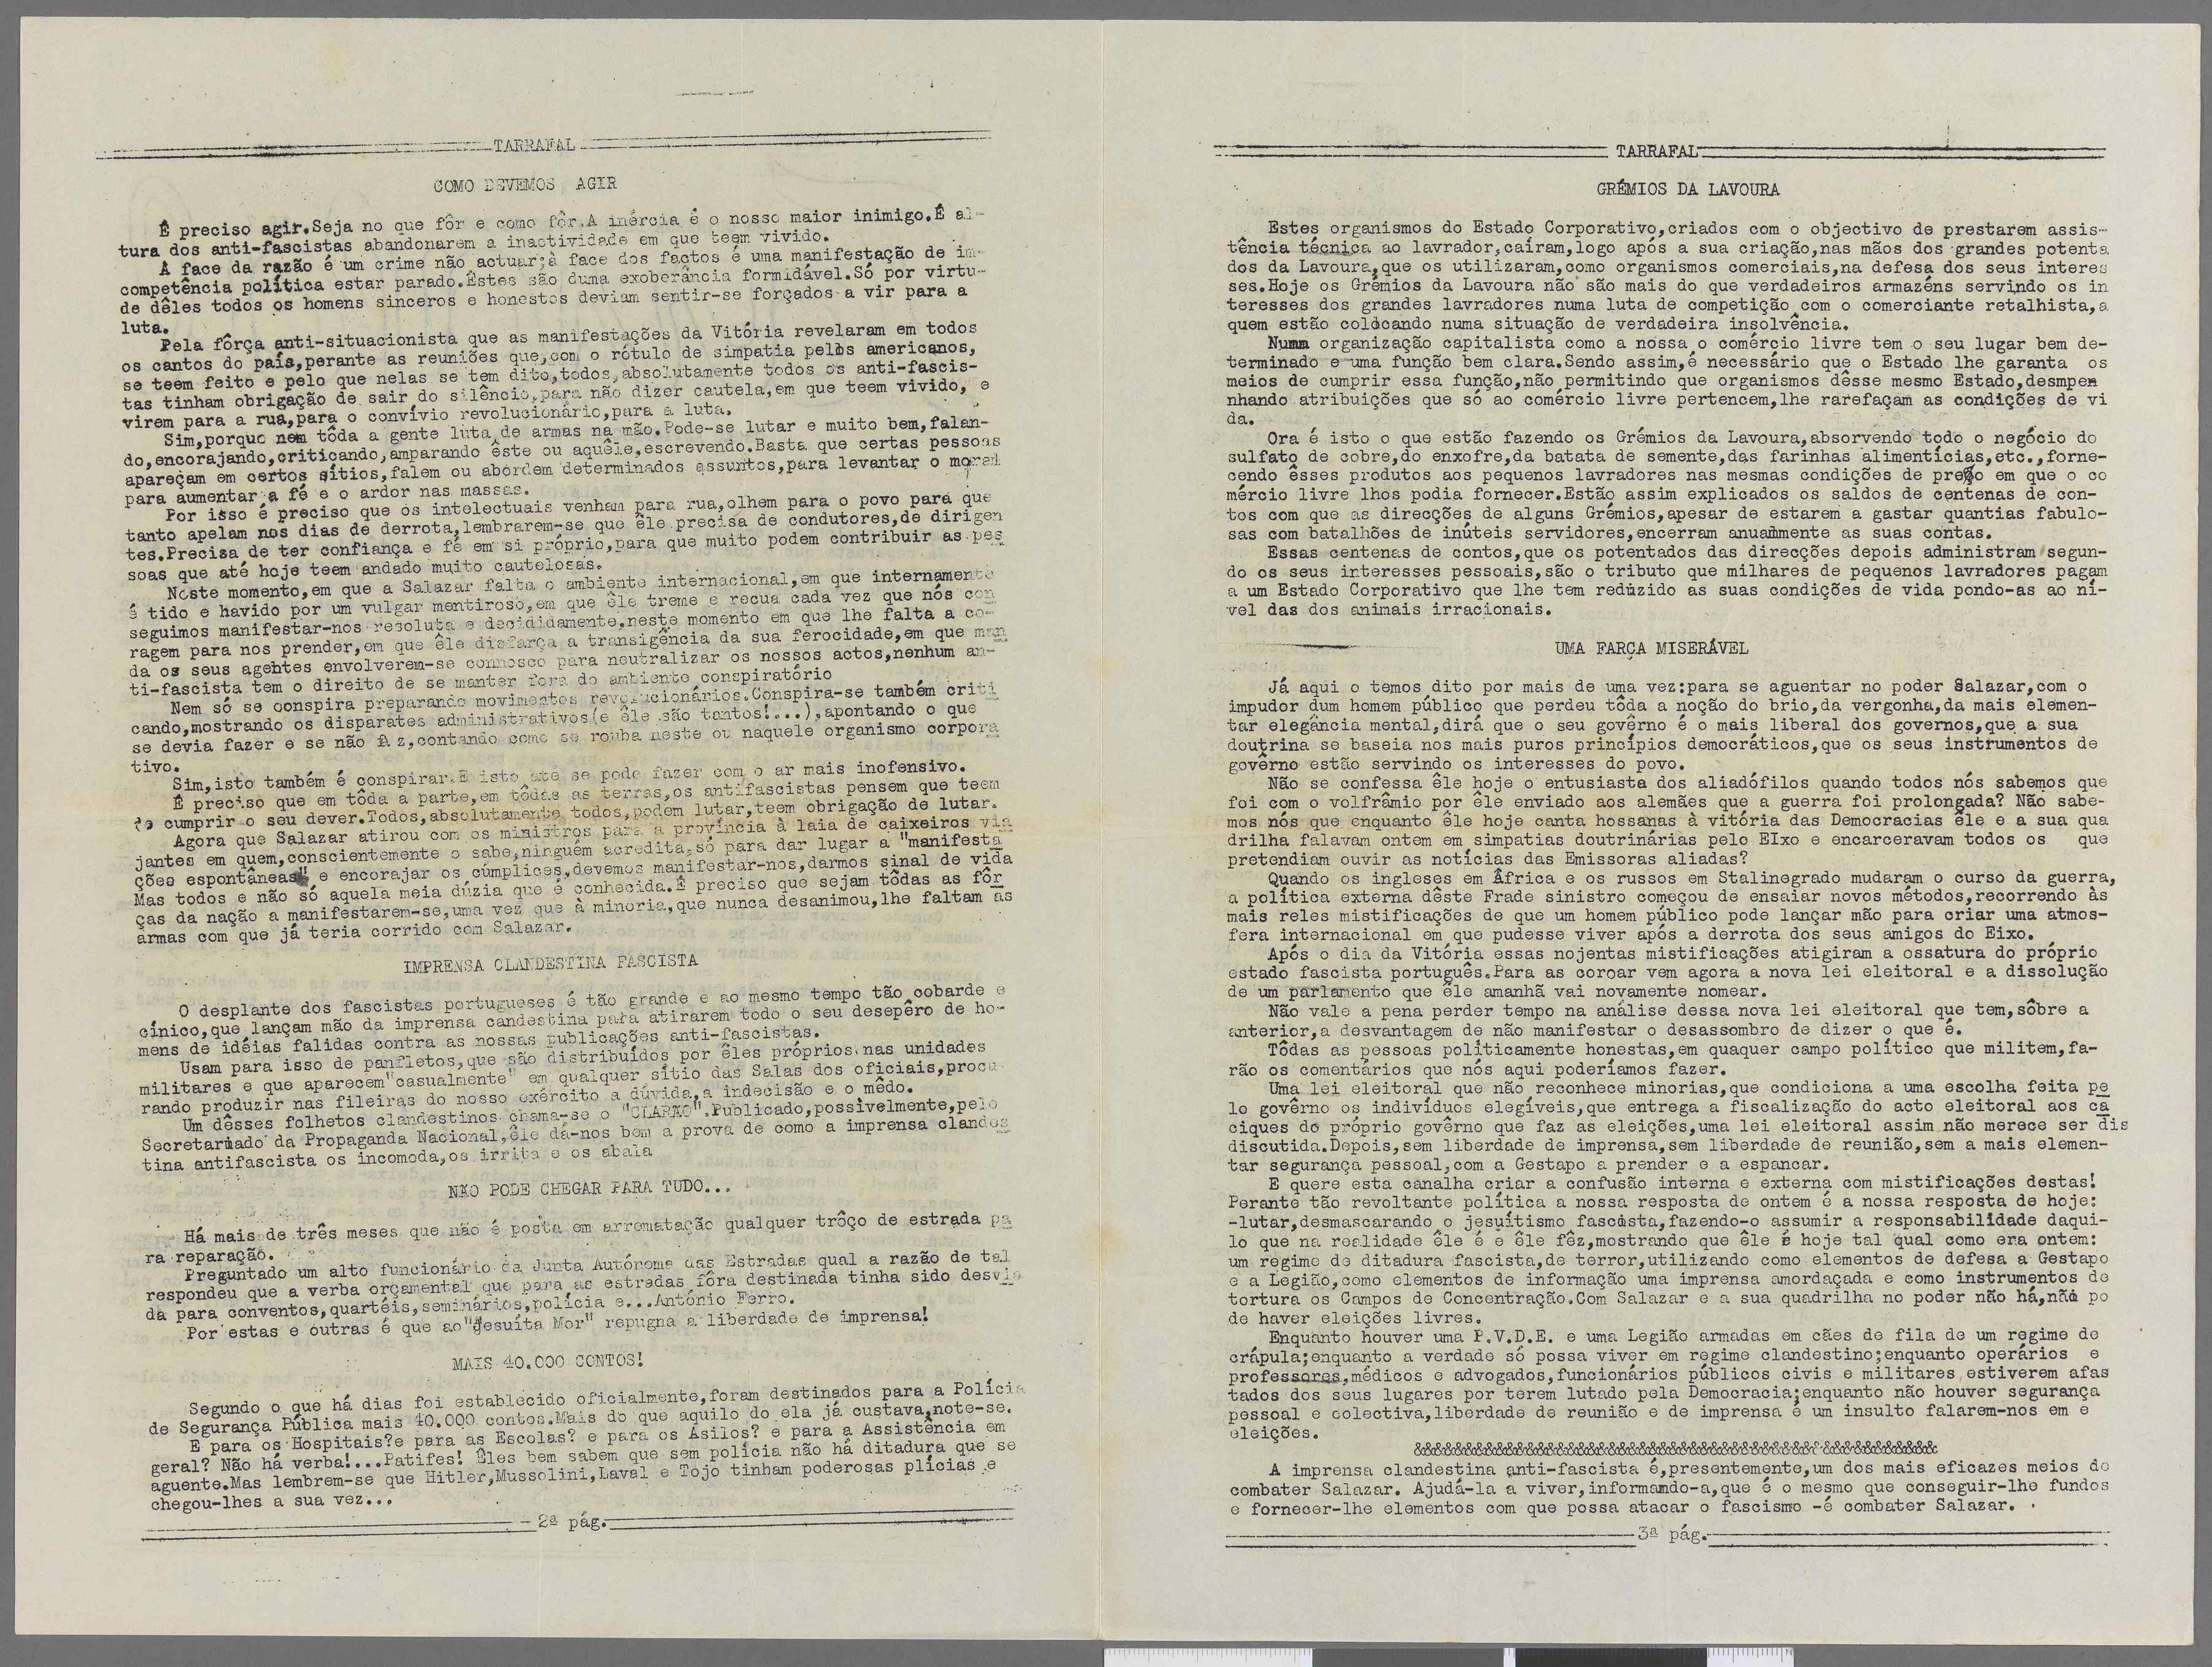 TARRAFAL
COMO DEVEMOS AGIR
É preciso agir.Seja no que fôr e como fôr.A inércia é o nosso maior inimigo.É al-
tura dos anti-fascistas abandonarem a inactividade em que teem vivido.
A face da razão é um crime não actuar;à face dos factos é uma manifestação de im-
competência política estar parado.Êstes são duma exoberância formidável.Só por virtu-
de dêles todos os homens sinceros e honestos deviam sentir-se forçados a vir para a
luta.
Pela fôrça anti-situacionista que as manifestações da Vitória revelaram em todos
os cantos do país,perante as reuniões que,com o rótulo de simpatia pelos americanos,
se teem feito e pelo que nelas se tem dito,todos,absolutamente todos os anti-fascis-
tas tinham obrigação de sair do silêncio,para não dizer cautela,em que teem vivido, e
virem para a rua,para o convívio revolucionário,para a luta.
Sim,porque nem tôda a gente luta de armas na mão.Pode-se lutar e muito bem,falan-
do,encorajando,criticando,amparando êste ou aquêle,escrevendo.Basta que certas pessoas
apareçam em certos sítios,falem ou abordem determinados assuntos,para levantar o moral
para aumentar a fé e o ardor nas massas.
Por isso é preciso que os intelectuais venham para rua,olhem para o povo para que
tanto apelam nos dias de derrota,lembrarem-se que êle precisa de condutores,de dirigen
tes.Precisa de ter confiança e fé em si próprio,para que muito podem contribuir as pes
soas que até hoje teem andado muito cautelosas.
Neste momento,em que a Salazar falta o ambiente internacional,em que internamente
é tido e havido por um vulgar mentiroso,em que êle treme e recua cada vez que nós con
seguimos manifestar-nos resoluta e decididamente,neste momento em que lhe falta a co-
ragem para nos prender,em que êle disfarça a transigência da sua ferocidade,em que man
da os seus agentes envolverem-se connosco para neutralizar os nossos actos,nenhum an-
ti-fascista tem o direito de se manter fora do ambiente conspiratório
Nem só se conspira preparando movimentos revolucionários.Conspira-se também criti
cando,mostrando os disparates administrativos(e êle são tantos!...),apontando o que
se devia fazer e se não faz,contando como se rouba neste ou naquele organismo corpora
tivo.
Sim,isto também é conspirar.E isto até se pode fazer com o ar mais inofensivo.
É preciso que em tôda a parte,em tôdas as terras,os antifascistas pensem que teem
de cumprir o seu dever.Todos,absolutamente todos,podem lutar,teem obrigação de lutar.
Agora que Salazar atirou com os ministros para a província à laia de caixeiros via
jantes em quem,conscientemente o sabe,ninguém acredita,só para dar lugar a "manifesta
ções espontâneas" e encorajar os cúmplices,devemos manifestar-nos,darmos sinal de vida
Mas todos e não só aquela meia dúzia que é conhecida.É preciso que sejam tôdas as fôr
ças da nação a manifestarem-se,uma vez que à minoria,que nunca desanimou,lhe faltam as
armas com que já teria corrido com Salazar.
IMPRENSA CLANDESTINA FASCISTA
O desplante dos fascistas portugueses é tão grande e ao mesmo tempo tão cobarde e
cínico,que lançam mão da imprensa candestina para atirarem todo o seu desepêro de ho-
mens de idéias falidas contra as nossas publicações anti-fascistas.
Usam para isso de panfletos,que são distribuídos por êles próprios nas unidades
militares e que aparecem"casualmente" em qualquer sítio das Salas dos oficiais,procu
rando produzir nas fileiras do nosso exército a dúvida,a indecisão e o mêdo.
Um dêsses folhetos clandestinos chama-se o "CLARÃO".Publicado,possivelmente,pelo
Secretariado da Propaganda Nacional,êle dá-nos bem a prova de como a imprensa clandes
tina antifascista os incomoda,os irrita e os abala
NÃO PODE CHEGAR PARA TUDO...
Há mais de três meses que não é posta em arrematação qualquer trôço de estrada pa
ra reparação.
Preguntado um alto funcionário da Junta Autónoma das Estradas qual a razão de tal
respondeu que a verba orçamental que para as estradas fôra destinada tinha sido desvia
da para conventos,quartéis,seminários,polícia e...António Ferro.
Por estas e outras é que ao"Jesuíta Mor" repugna a liberdade de imprensa!
MAIS 40.000 CONTOS!
Segundo o que há dias foi establecido oficialmente,foram destinados para a Polícia
de Segurança Pública mais 40.000 contos.Mais do que aquilo do ela já custava,note-se.
E para os Hospitais?e para as Escolas? e para os Asilos? e para a Assistência em
geral? Não há verba!...Patifes! Êles bem sabem que sem polícia não há ditadura que se
aguente.Mas lembrem-se que Hitler,Mussolini,Laval e Tojo tinham poderosas plícias e
chegou-lhes a sua vez...
2ª pág.
TARRAFAL
GRÉMIOS DA LAVOURA
Estes organismos do Estado Corporativo,criados com o objectivo de prestarem assis-
tência técnica ao lavrador,caíram,logo após a sua criação,nas mãos dos grandes potenta
dos da Lavoura,que os utilizaram,como organismos comerciais,na defesa dos seus interes
ses.Hoje os Grémios da Lavoura não são mais do que verdadeiros armazéns servindo os in
teresses dos grandes lavradores numa luta de competição com o comerciante retalhista,a
quem estão colocando numa situação de verdadeira insolvência.
Numa organização capitalista como a nossa o comércio livre tem o seu lugar bem de-
terminado e uma função bem clara.Sendo assim,é necessário que o Estado lhe garanta os
meios de cumprir essa função,não permitindo que organismos dêsse mesmo Estado,desmpen
nhando atribuições que só ao comércio livre pertencem,lhe rarefaçam as condições de vi
da.
Ora é isto o que estão fazendo os Grémios da Lavoura,absorvendo todo o negócio do
sulfato de cobre,do enxofre,da batata de semente,das farinhas alimentícias,etc.,forne-
cendo êsses produtos aos pequenos lavradores nas mesmas condições de preço em que o co
mércio livre lhos podia fornecer.Estão assim explicados os saldos de centenas de con-
tos com que as direcções de alguns Grémios,apesar de estarem a gastar quantias fabulo-
sas com batalhões de inúteis servidores,encerram anualmente as suas contas.
Essas centenas de contos,que os potentados das direcções depois administram segun-
do os seus interesses pessoais,são o tributo que milhares de pequenos lavradores pagam
a um Estado Corporativo que lhe tem redúzido as suas condições de vida pondo-as ao ní-
vel das dos animais irracionais.
UMA FARÇA MISERÁVEL
Já aqui o temos dito por mais de uma vez:para se aguentar no poder Salazar,com o
impudor dum homem público que perdeu tôda a noção do brio,da vergonha,da mais elemen-
tar elegância mental,dirá que o seu govêrno é o mais liberal dos governos,que a sua
doutrina se baseia nos mais puros princípios democráticos,que os seus instrumentos de
govêrno estão servindo os interesses do povo.
Não se confessa êle hoje o entusiasta dos aliadófilos quando todos nós sabemos que
foi com o volfrâmio por êle enviado aos alemães que a guerra foi prolongada? Não sabe-
mos nós que enquanto êle hoje canta hossanas à vitória das Democracias êle e a sua qua
drilha falavam ontem em simpatias doutrinárias pelo EIxo e encarceravam todos os que
pretendiam ouvir as notícias das Emissoras aliadas?
Quando os ingleses em África e os russos em Stalinegrado mudaram o curso da guerra,
a política externa dêste Frade sinistro começou de ensaiar novos métodos,recorrendo às
mais reles mistificações de que um homem público pode lançar mão para criar uma atmos-
fera internacional em que pudesse viver após a derrota dos seus amigos do Eixo.
Após o dia da Vitória essas nojentas mistificações atigiram a ossatura do próprio
estado fascista português.Para as coroar vem agora a nova lei eleitoral e a dissolução
de um parlamento que êle amanhã vai novamente nomear.
Não vale a pena perder tempo na análise dessa nova lei eleitoral que tem,sôbre a
anterior,a desvantagem de não manifestar o desassombro de dizer o que é.
Tôdas as pessoas políticamente honestas,em quaquer campo político que militem,fa-
rão os comentários que nós aqui poderíamos fazer.
Uma lei eleitoral que não reconhece minorias,que condiciona a uma escolha feita pe
lo govêrno os indivíduos elegíveis,que entrega a fiscalização do acto eleitoral aos ca
ciques do próprio govêrno que faz as eleições,uma lei eleitoral assim não merece ser dis
discutida.Depois,sem liberdade de imprensa,sem liberdade de reunião,sem a mais elemen-
tar segurança pessoal,com a Gestapo a prender e a espancar.
E quere esta canalha criar a confusão interna e externa com mistificações destas!
Perante tão revoltante política a nossa resposta de ontem é a nossa resposta de hoje:
-lutar,desmascarando o jesuítismo fascista,fazendo-o assumir a responsabilidade daqui-
lo que na realidade êle é e êle fêz,mostrando que êle é hoje tal qual como era ontem:
um regime de ditadura fascista,de terror,utilizando como elementos de defesa a Gestapo
e a Legião,como elementos de informação uma imprensa amordaçada e como instrumentos de
tortura os Campos de Concentração.Com Salazar e a sua quadrilha no poder não há,não po
de haver eleições livres.
Enquanto houver uma P.V.D.E. e uma Legião armadas em cães de fila de um regime de
crápula;enquanto a verdade só possa viver em regime clandestino;enquanto operários e
professores,médicos e advogados,funcionários públicos civis e militares estiverem afas
tados dos seus lugares por terem lutado pela Democracia;enquanto não houver segurança
pessoal e colectiva,liberdade de reunião e de imprensa é um insulto falarem-nos em e
eleições.
&&&&&&&&&&&&&&&&&&&&&&&&&&&&&&&&&&&&&&&&&&&&&&&&&&&&
A imprensa clandestina anti-fascista é,presentemente,um dos mais eficazes meios de
combater Salazar. Ajudá-la a viver,informando-a,que é o mesmo que conseguir-lhe fundos
e fornecer-lhe elementos com que possa atacar o fascismo -é combater Salazar.
3ª pág.